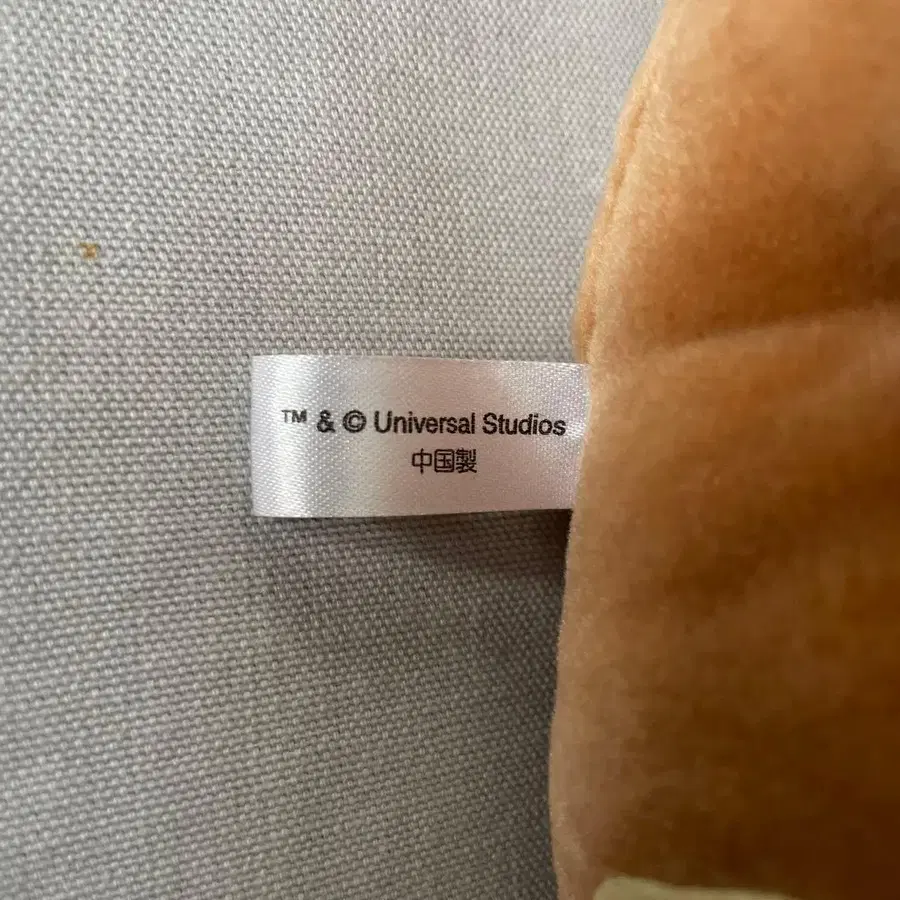 ™ & © Universal Studios
中国製